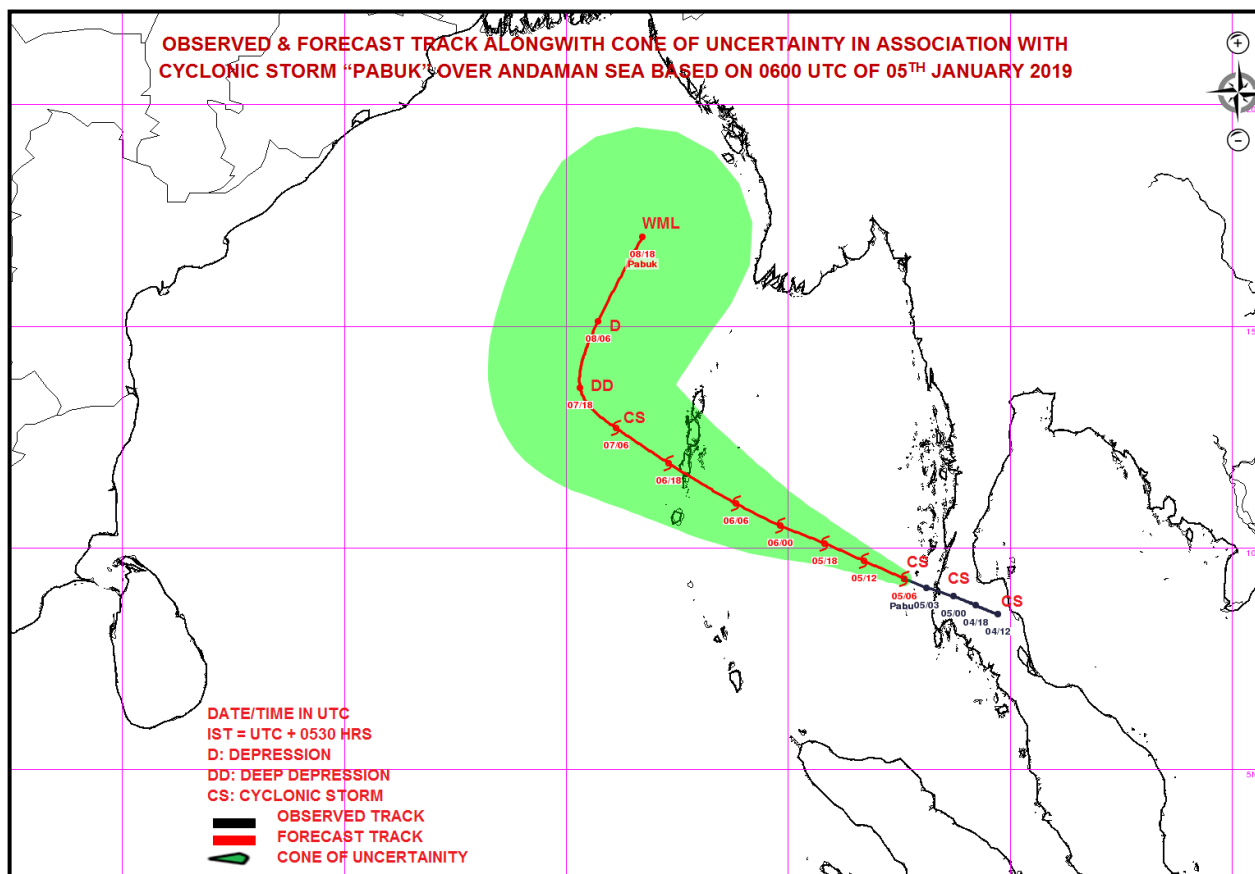 OBSERVED & FORECAST TRACK ALONGWITH CONE OF UNCERTAINTY IN ASSOCIATION WITH
CYCLONIC STORM “PABUK” OVER ANDAMAN SEA BASED ON 0600 UTC OF 05TH JANUARY 2019
+
−
WML
08/18
Pabuk
D
08/06
15
DD
07/18
CS
07/06
06/18
06/06
06/00
05/18
05/12
CS
05/06
Pabu
05/03
CS
05/00
04/18
CS
04/12
10
5N
DATE/TIME IN UTC
IST = UTC + 0530 HRS
D: DEPRESSION
DD: DEEP DEPRESSION
CS: CYCLONIC STORM
OBSERVED TRACK
FORECAST TRACK
CONE OF UNCERTAINITY